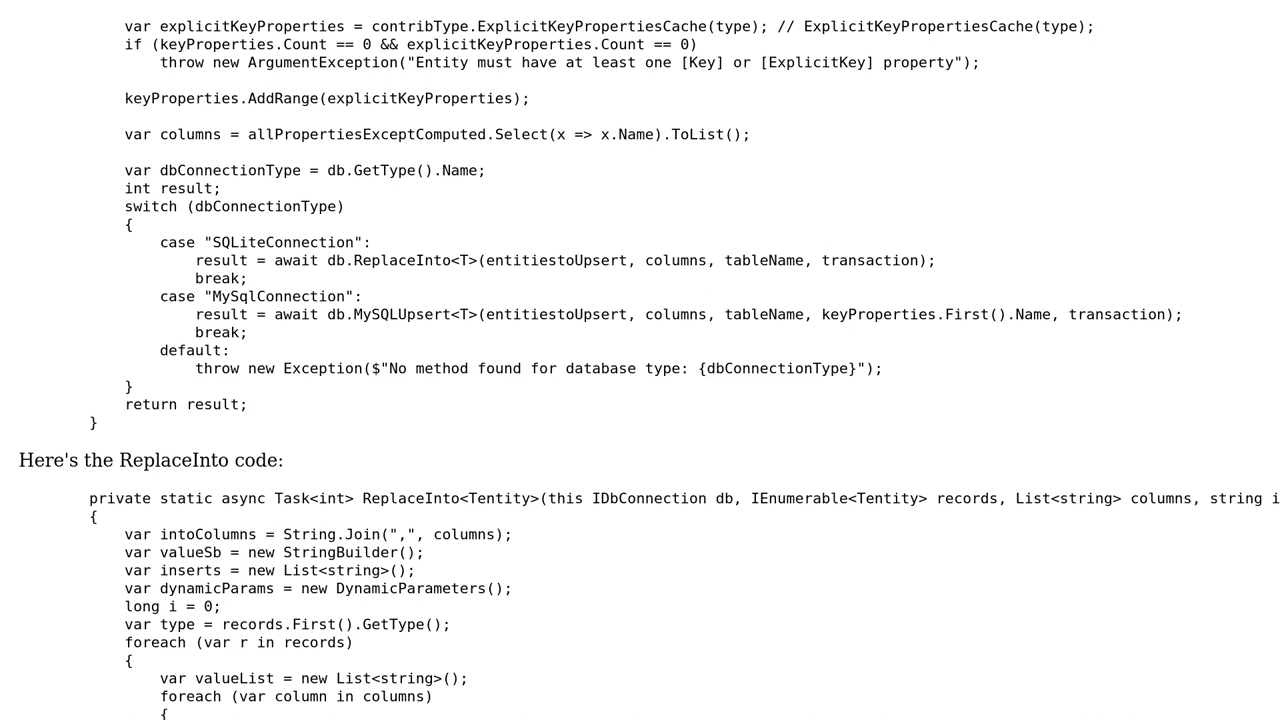 var explicitKeyProperties = contribType.ExplicitKeyPropertiesCache(type); // ExplicitKeyPropertiesCache(type);
if (keyProperties.Count == 0 && explicitKeyProperties.Count == 0)
throw new ArgumentException("Entity must have at least one [Key] or [ExplicitKey] property");
keyProperties.AddRange(explicitKeyProperties);
var columns = allPropertiesExceptComputed.Select(x => x.Name).ToList();
var dbConnectionType = db.GetType().Name;
int result;
switch (dbConnectionType)
{
case "SQLiteConnection":
result = await db.ReplaceInto<T>(entitiestoUpsert, columns, tableName, transaction);
break;
case "MySqlConnection":
result = await db.MySQLUpsert<T>(entitiestoUpsert, columns, tableName, keyProperties.First().Name, transaction);
break;
default:
throw new Exception($"No method found for database type: {dbConnectionType}");
}
return result;
}
Here's the ReplaceInto code:
private static async Task<int> ReplaceInto<Tentity>(this IDbConnection db, IEnumerable<Tentity> records, List<string> columns, string i
{
var intoColumns = String.Join(",", columns);
var valueSb = new StringBuilder();
var inserts = new List<string>();
var dynamicParams = new DynamicParameters();
long i = 0;
var type = records.First().GetType();
foreach (var r in records)
{
var valueList = new List<string>();
foreach (var column in columns)
{